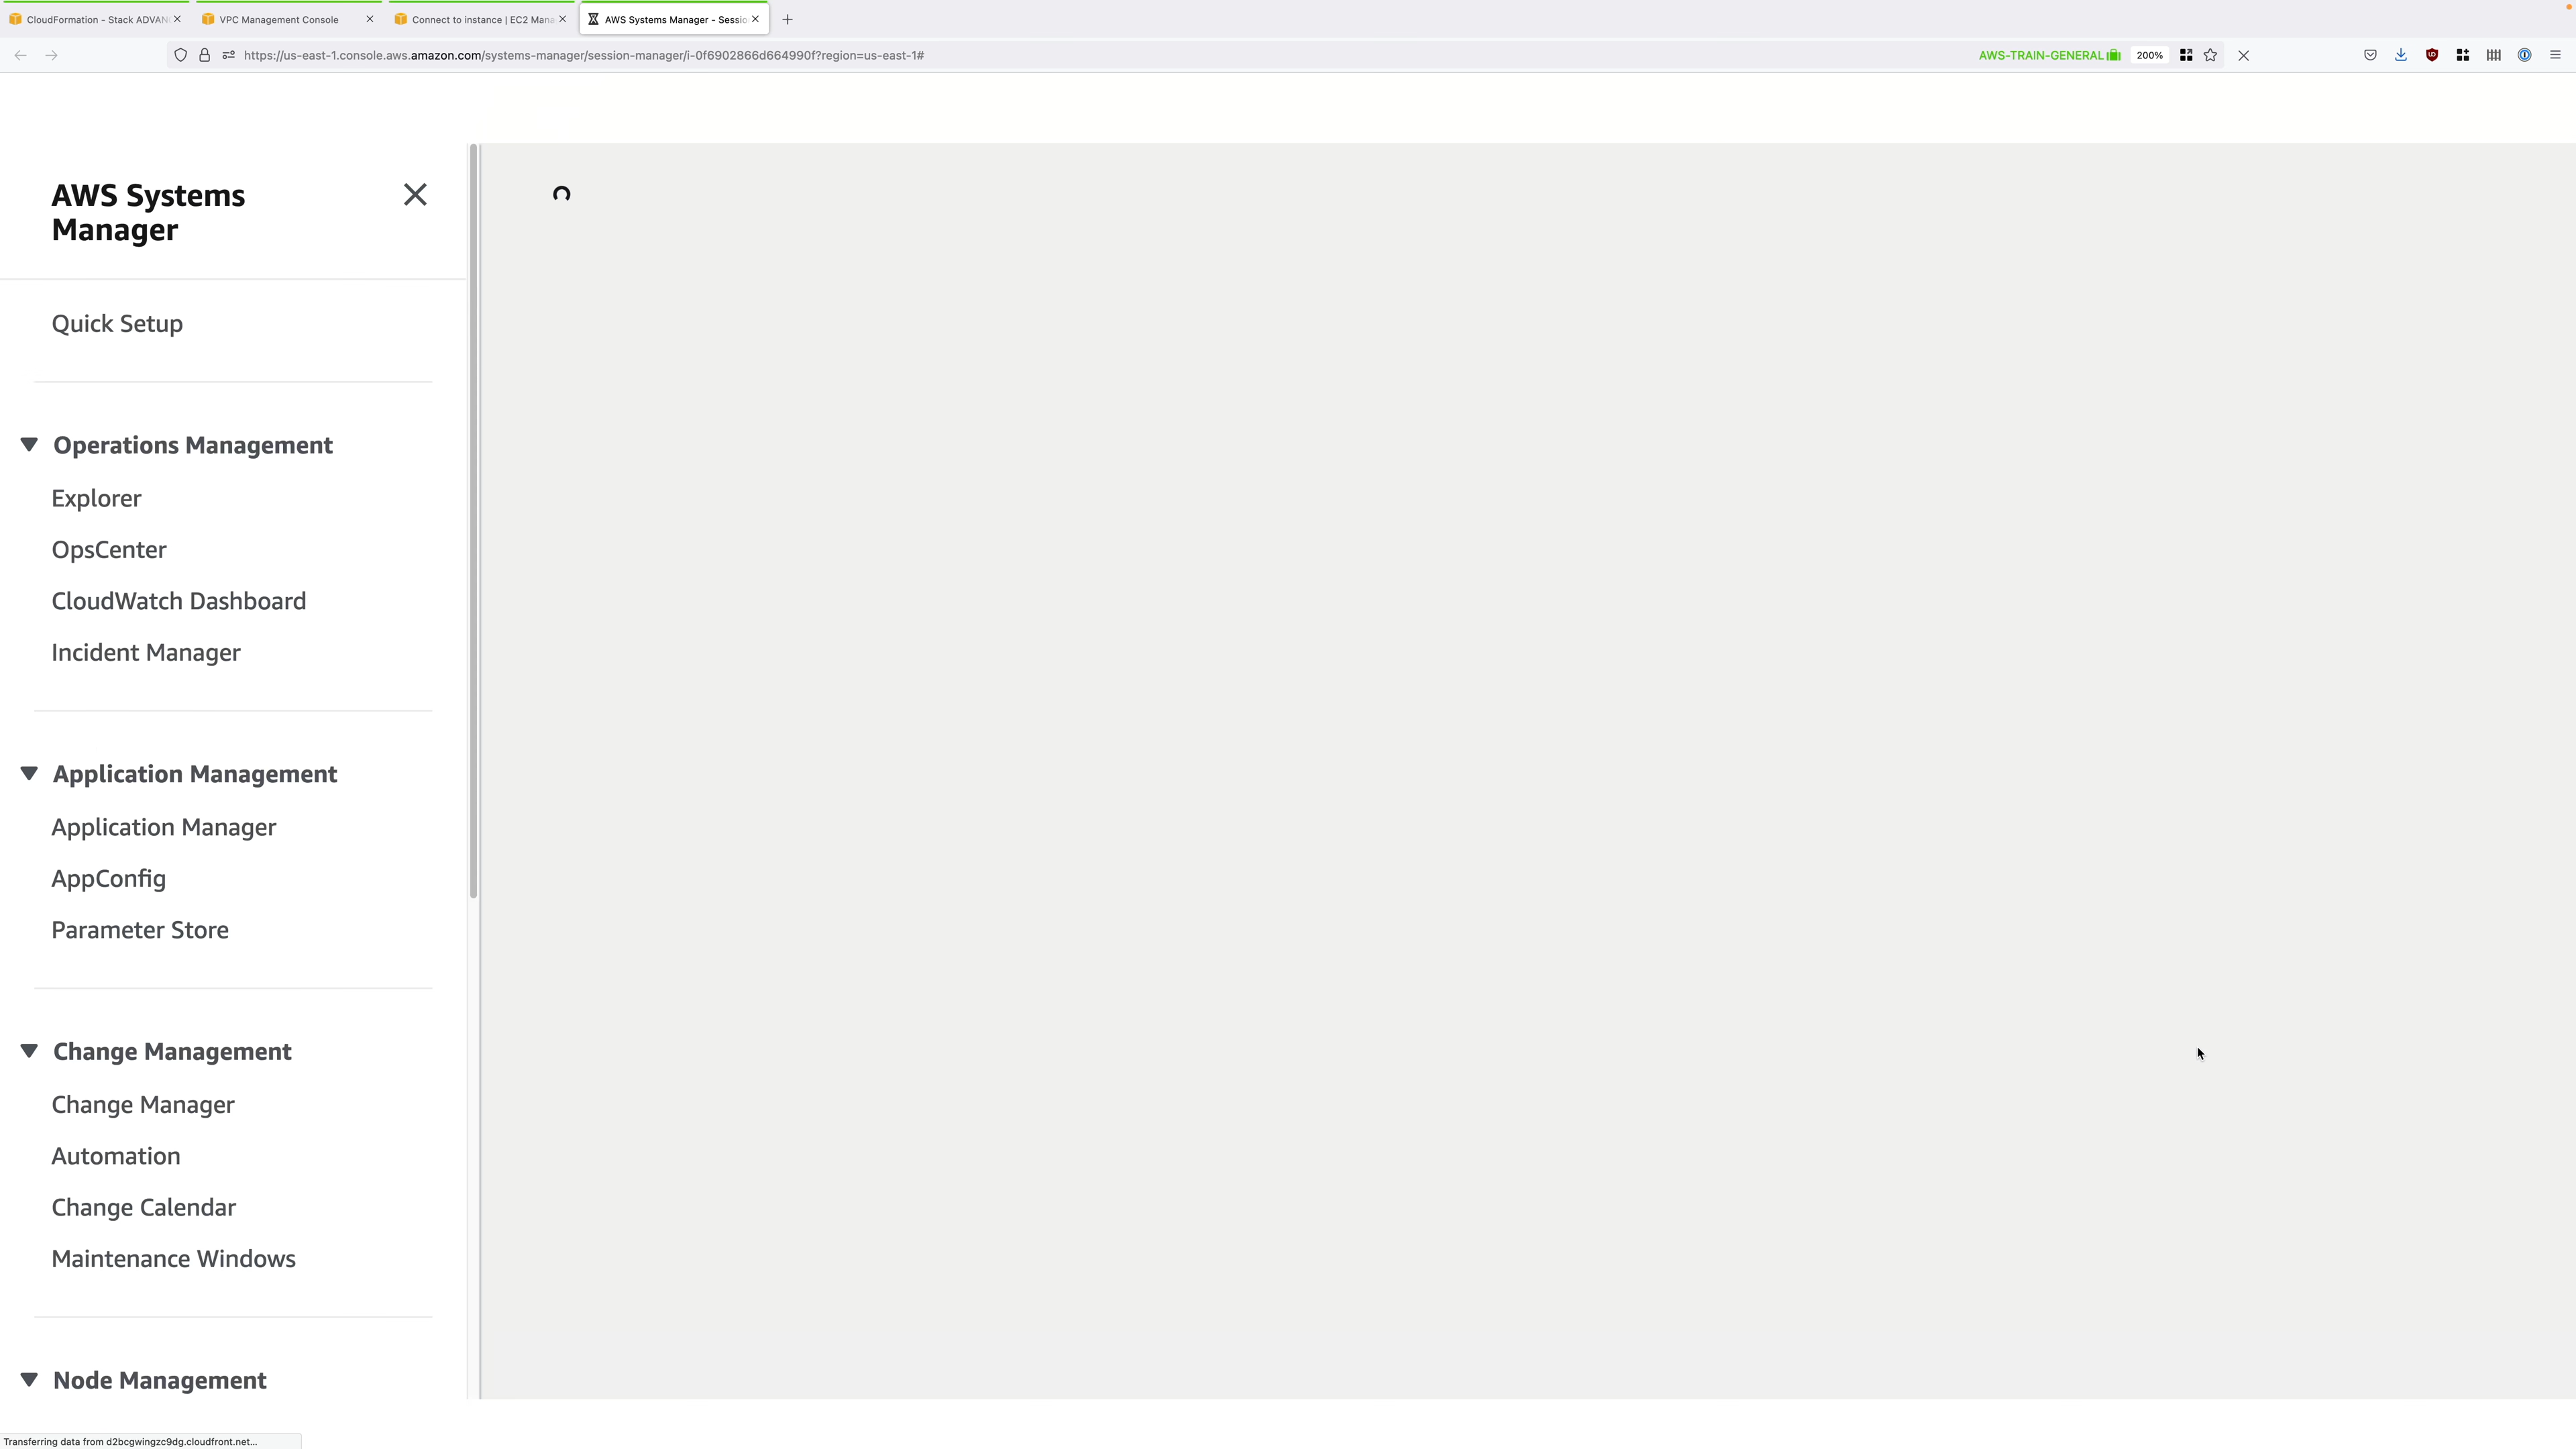 CloudFormation - Stack ADVAN
VPC Management Console
Connect to instance | EC2 Mana
AWS Systems Manager - Sessio
https://us-east-1.console.aws.amazon.com/systems-manager/session-manager/i-0f6902866d664990f?region=us-east-1#
AWS-TRAIN-GENERAL
200%
AWS Systems
Manager
Quick Setup
Operations Management
Explorer
OpsCenter
CloudWatch Dashboard
Incident Manager
Application Management
Application Manager
AppConfig
Parameter Store
Change Management
Change Manager
Automation
Change Calendar
Maintenance Windows
Node Management
Transferring data from d2bcgwingzc9dg.cloudfront.net...